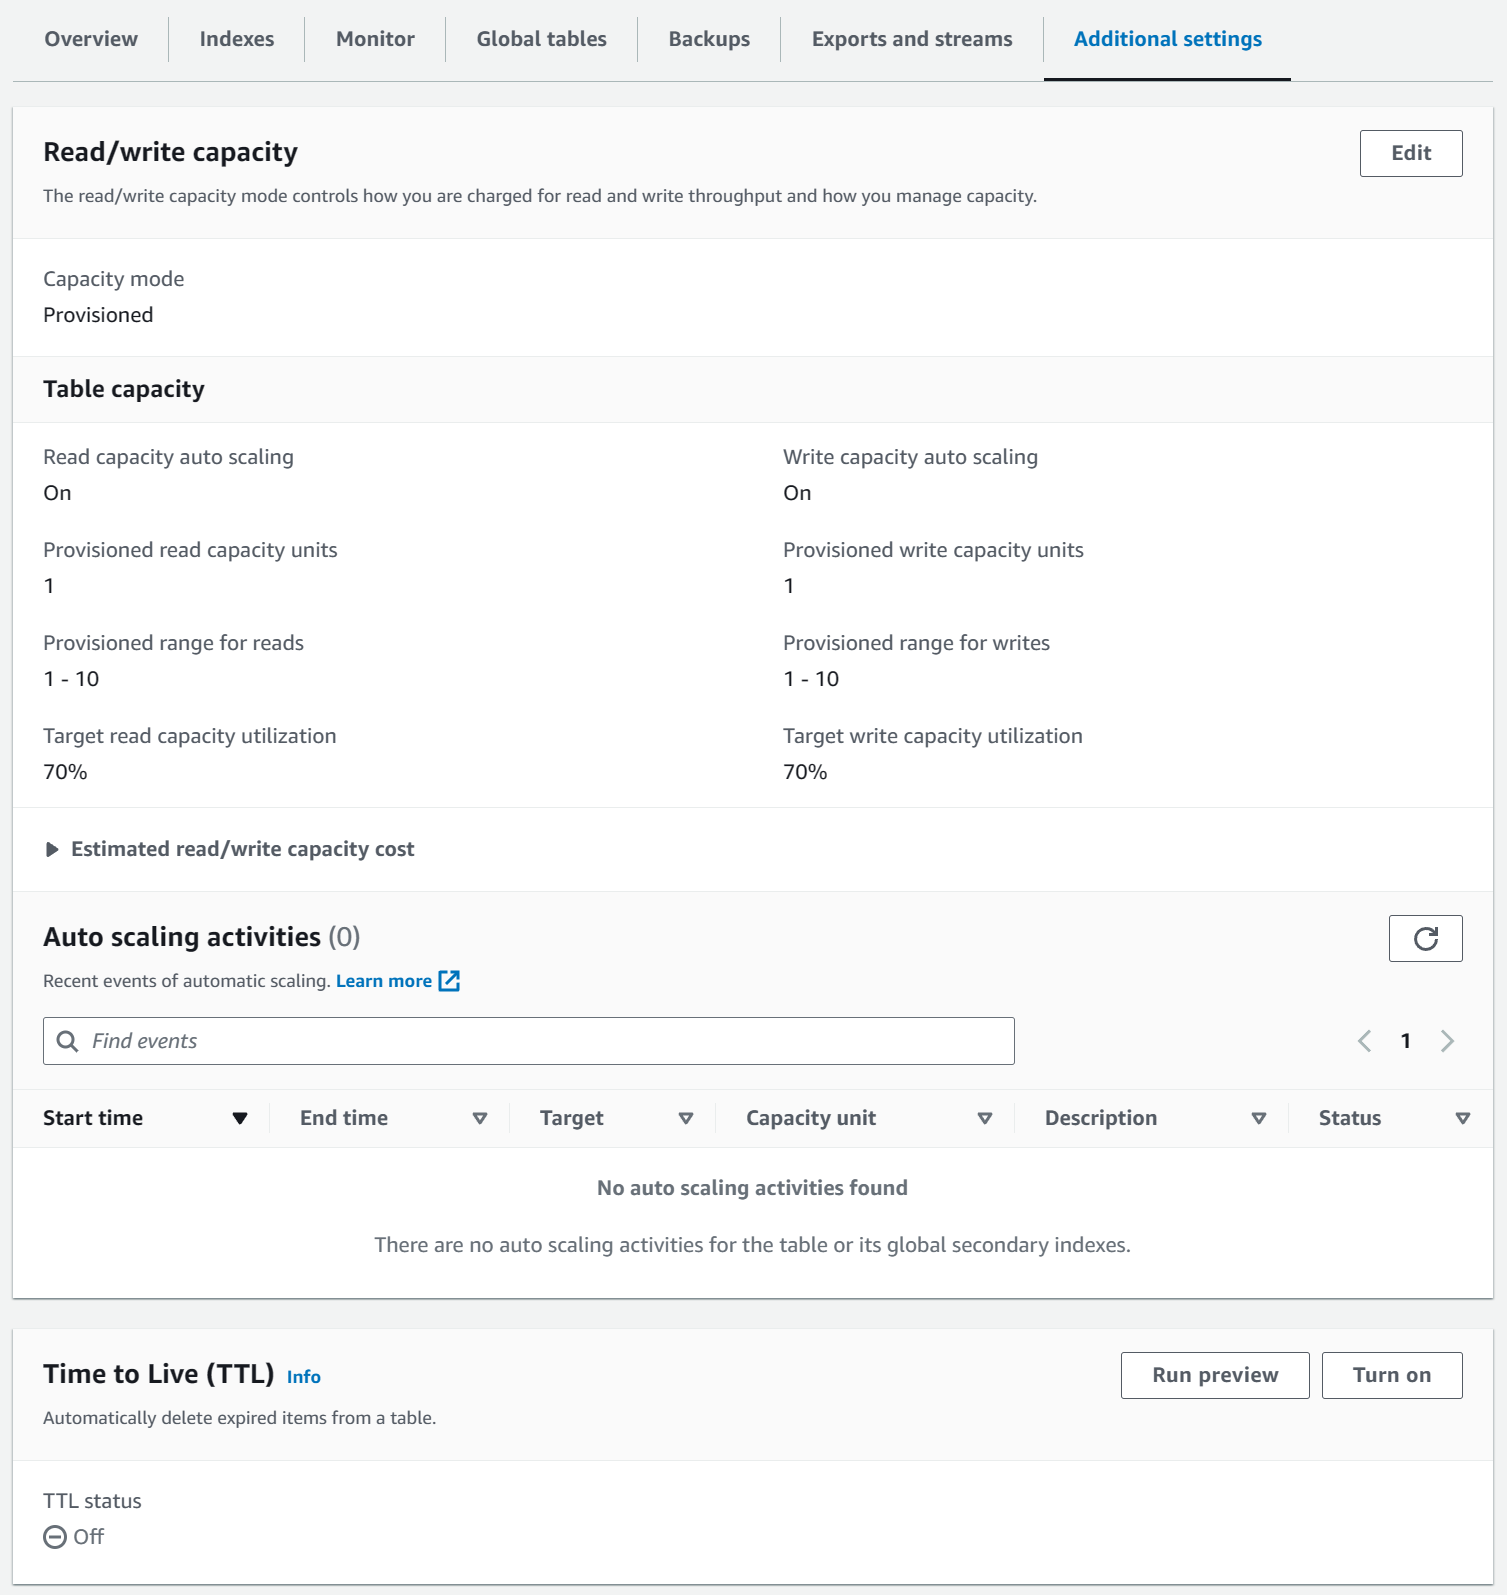 Overview Indexes Monitor Global tables Backups Exports and streams Additional settings
Read/write capacity
Edit
The read/write capacity mode controls how you are charged for read and write throughput and how you manage capacity.
Capacity mode
Provisioned
Table capacity
Read capacity auto scaling Write capacity auto scaling
On On
Provisioned read capacity units Provisioned write capacity units
1 1
Provisioned range for reads Provisioned range for writes
1 - 10 1 - 10
Target read capacity utilization Target write capacity utilization
70% 70%
Estimated read/write capacity cost
Auto scaling activities (0)
Recent events of automatic scaling. Learn more
Find events 1
Start time End time Target Capacity unit Description Status
No auto scaling activities found
There are no auto scaling activities for the table or its global secondary indexes.
Time to Live (TTL) Info Run preview Turn on
Automatically delete expired items from a table.
TTL status
Off